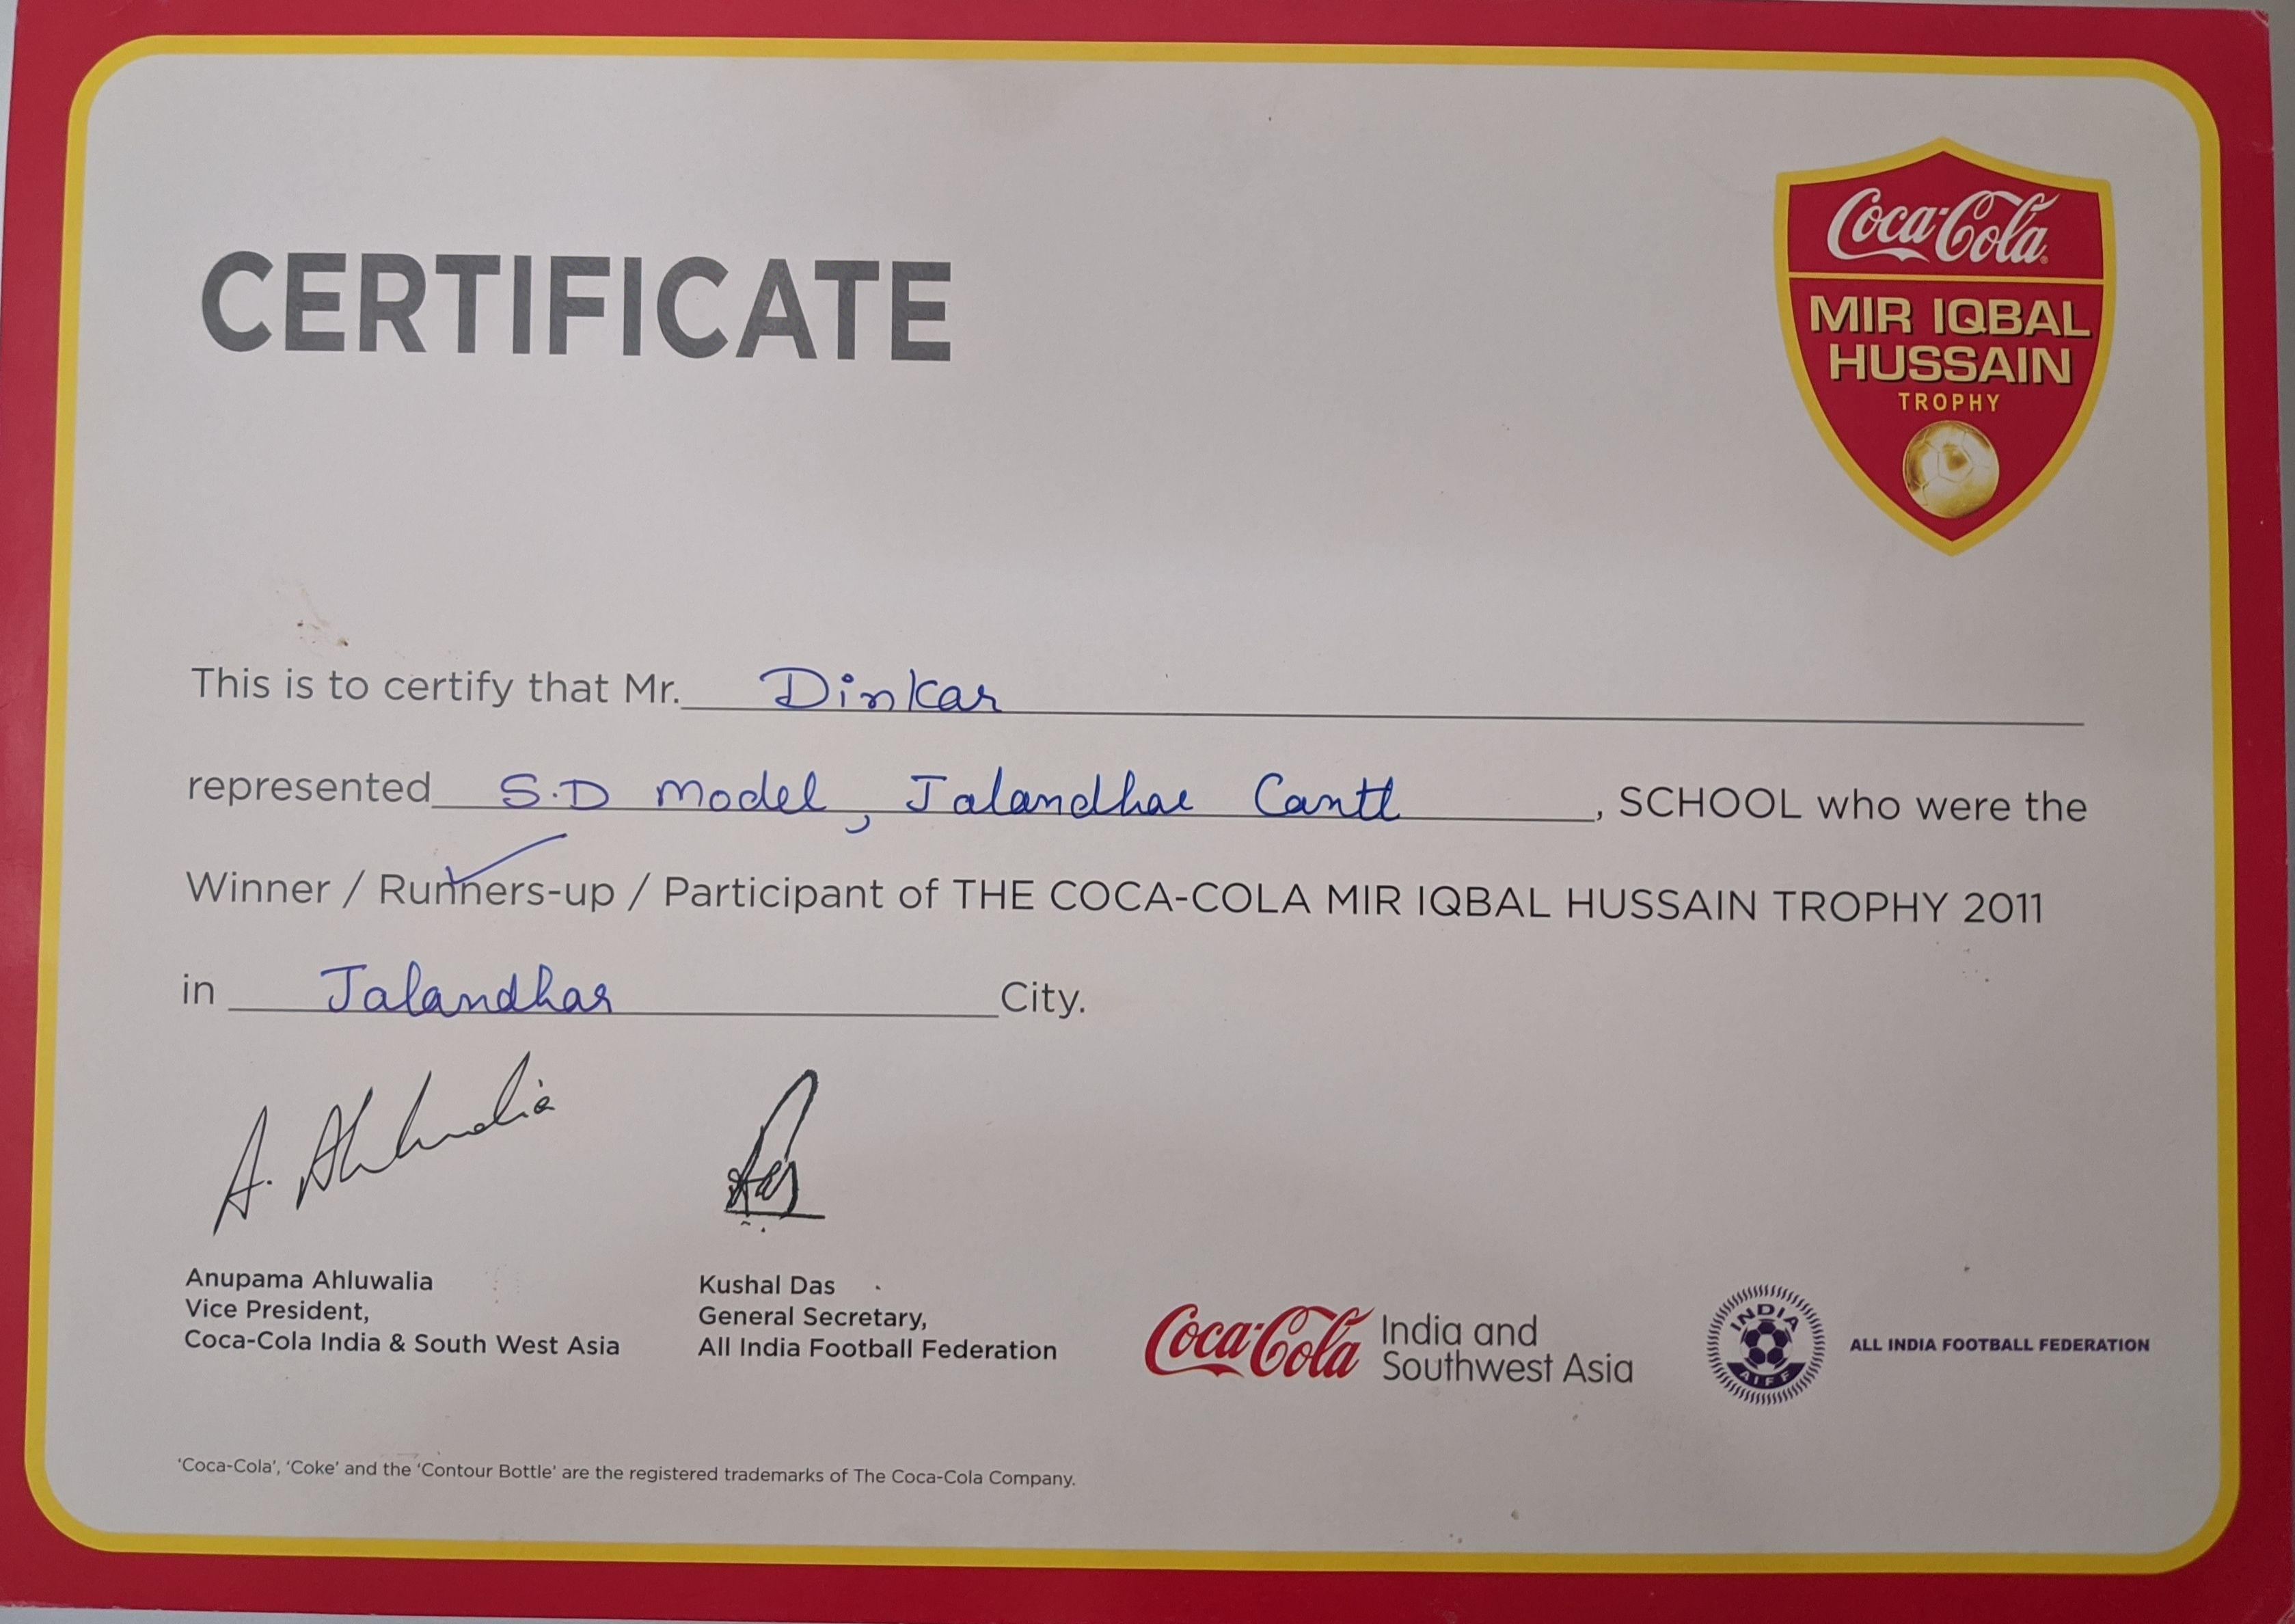 Coca-Cola
MIR IQBAL
HUSSAIN
TROPHY
CERTIFICATE
This is to certify that Mr. Dinkar
represented S.D Model, Jalandhar Cantt, SCHOOL who were the
Winner / Runners-up / Participant of THE COCA-COLA MIR IQBAL HUSSAIN TROPHY 2011
in Jalandhar City.
A. Ahluwalia
Anupama Ahluwalia
Vice President,
Coca-Cola India & South West Asia
Kushal Das
General Secretary,
All India Football Federation
Coca-Cola India and
Southwest Asia
INDIA
AIFF
ALL INDIA FOOTBALL FEDERATION
‘Coca-Cola’, ‘Coke’ and the ‘Contour Bottle’ are the registered trademarks of The Coca-Cola Company.